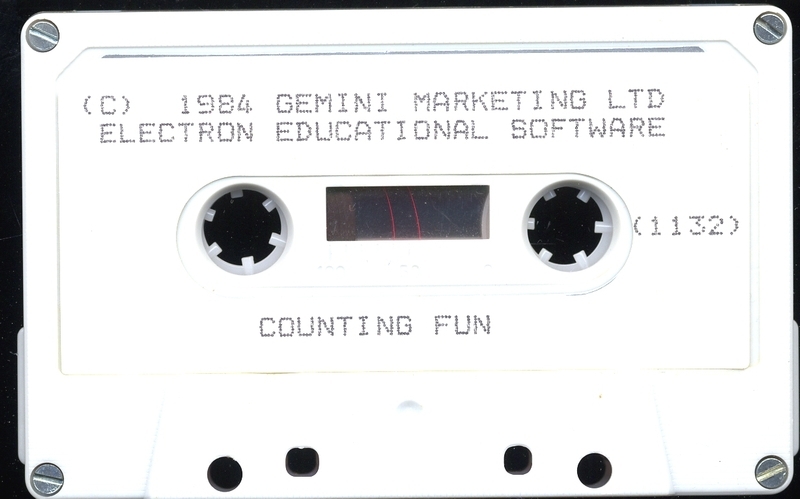 (C) 1984 GEMINI MARKETING LTD
ELECTRON EDUCATIONAL SOFTWARE
(1132)
COUNTING FUN